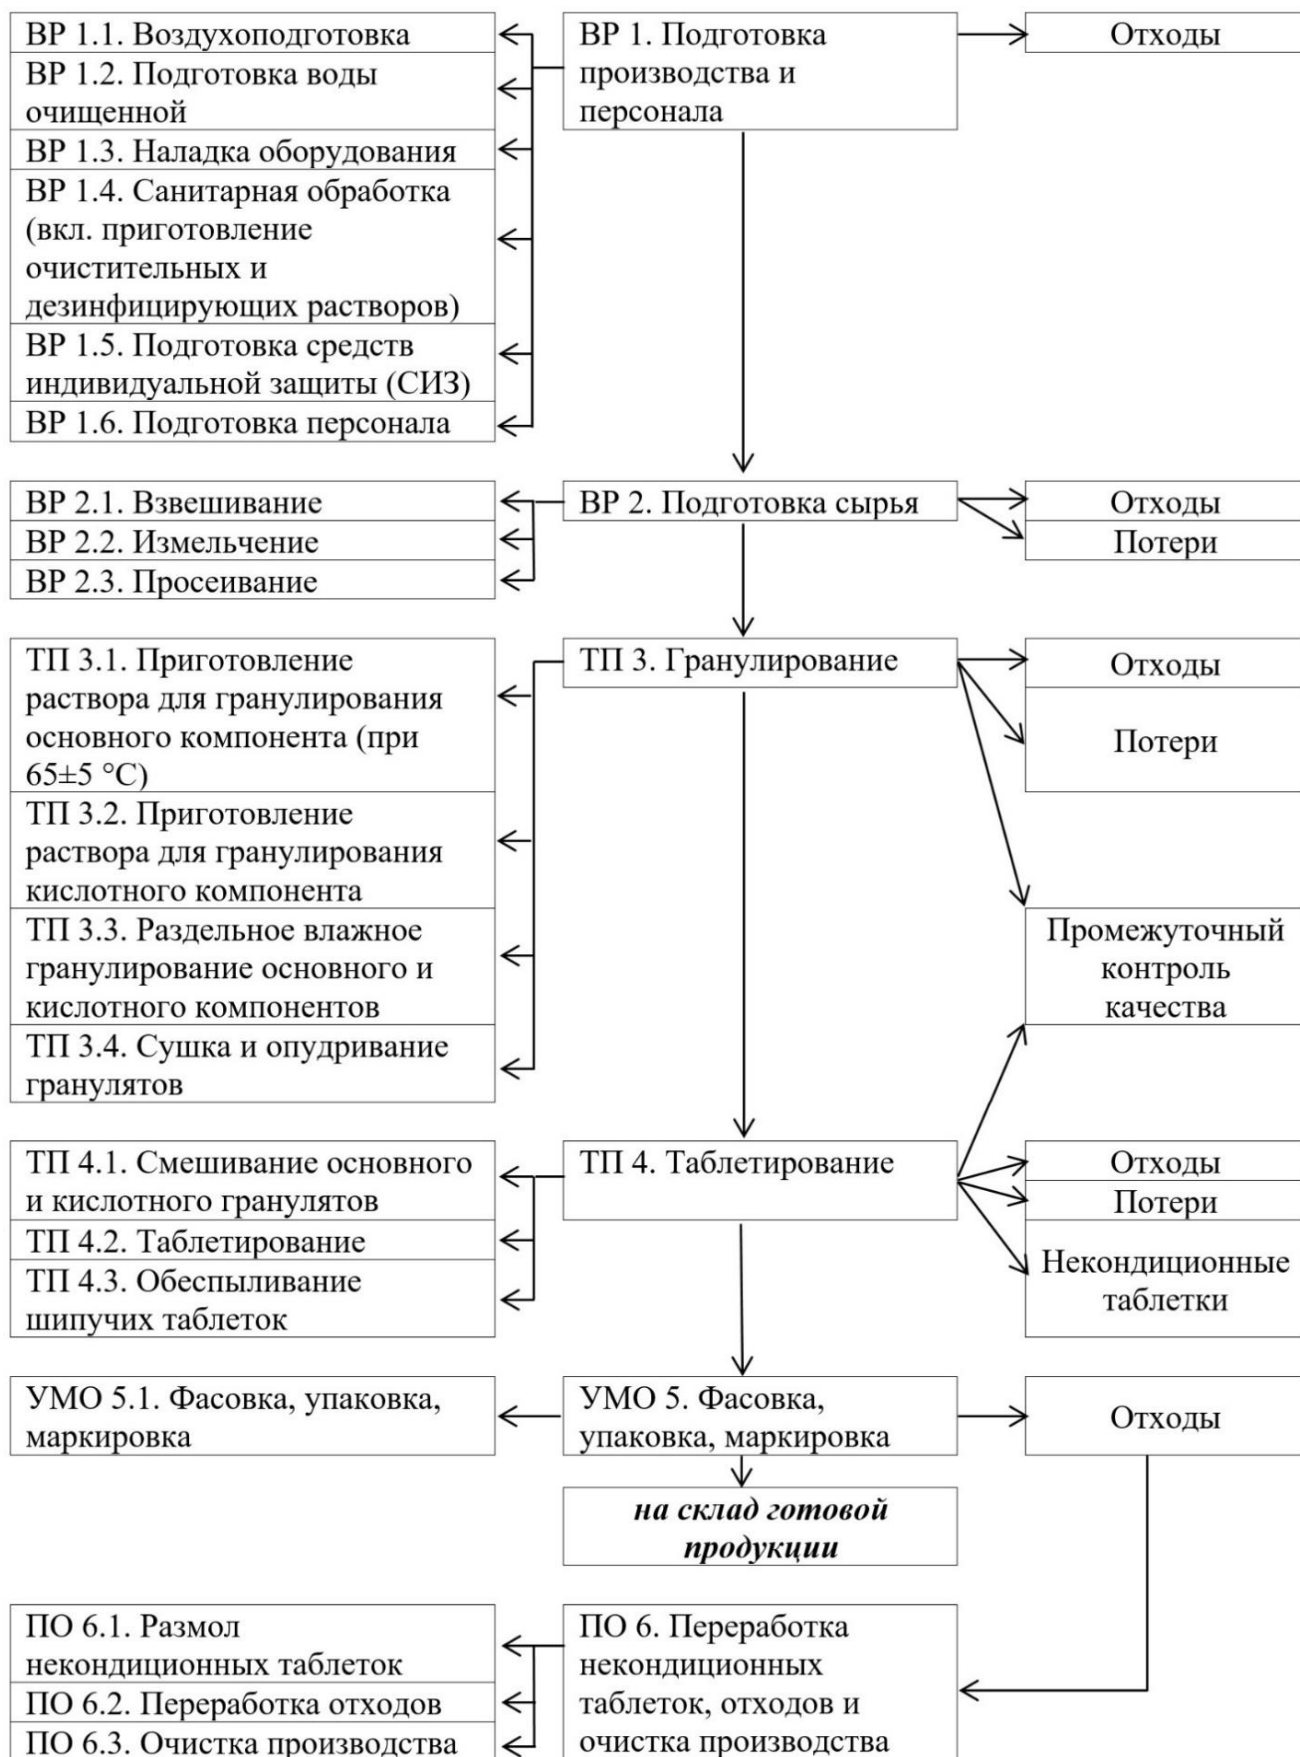 ВР 1.1. Воздухоподготовка
ВР 1.2. Подготовка воды
очищенной
ВР 1.3. Наладка оборудования
ВР 1.4. Санитарная обработка
(вкл. приготовление
очистительных и
дезинфицирующих растворов)
ВР 1.5. Подготовка средств
индивидуальной защиты (СИЗ)
ВР 1.6. Подготовка персонала
ВР 1. Подготовка
производства и
персонала
Отходы
ВР 2.1. Взвешивание
ВР 2.2. Измельчение
ВР 2.3. Просеивание
ВР 2. Подготовка сырья
Отходы
Потери
ТП 3.1. Приготовление
раствора для гранулирования
основного компонента (при
65±5 °С)
ТП 3.2. Приготовление
раствора для гранулирования
кислотного компонента
ТП 3.3. Раздельное влажное
гранулирование основного и
кислотного компонентов
ТП 3.4. Сушка и опудривание
гранулятов
ТП 3. Гранулирование
Отходы
Потери
Промежуточный
контроль
качества
ТП 4.1. Смешивание основного
и кислотного гранулятов
ТП 4.2. Таблетирование
ТП 4.3. Обеспыливание
шипучих таблеток
ТП 4. Таблетирование
Отходы
Потери
Некондиционные
таблетки
УМО 5.1. Фасовка, упаковка,
маркировка
УМО 5. Фасовка,
упаковка, маркировка
Отходы
на склад готовой
продукции
ПО 6.1. Размол
некондиционных таблеток
ПО 6.2. Переработка отходов
ПО 6.3. Очистка производства
ПО 6. Переработка
некондиционных
таблеток, отходов и
очистка производства